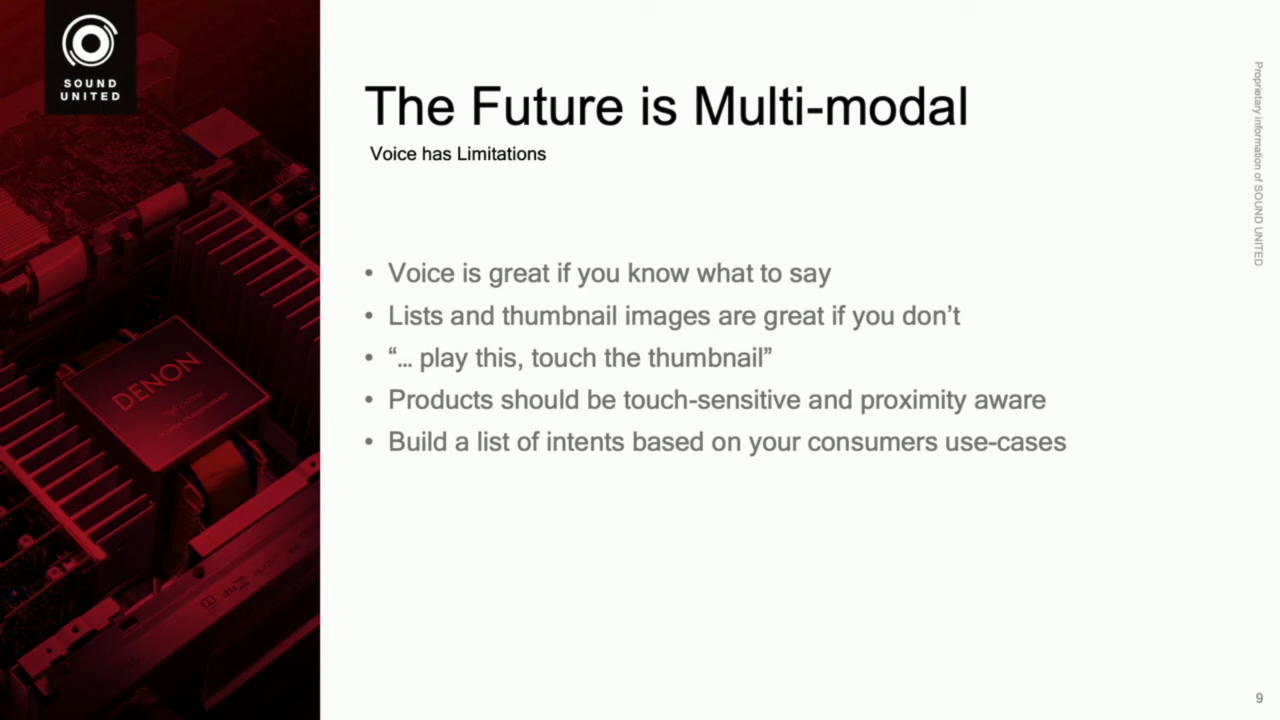 SOUND
UNITED
The Future is Multi-modal
Voice has Limitations
• Voice is great if you know what to say
• Lists and thumbnail images are great if you don’t
• “... play this, touch the thumbnail”
• Products should be touch-sensitive and proximity aware
• Build a list of intents based on your consumers use-cases
DENON
Proprietary information of SOUND UNITED
9